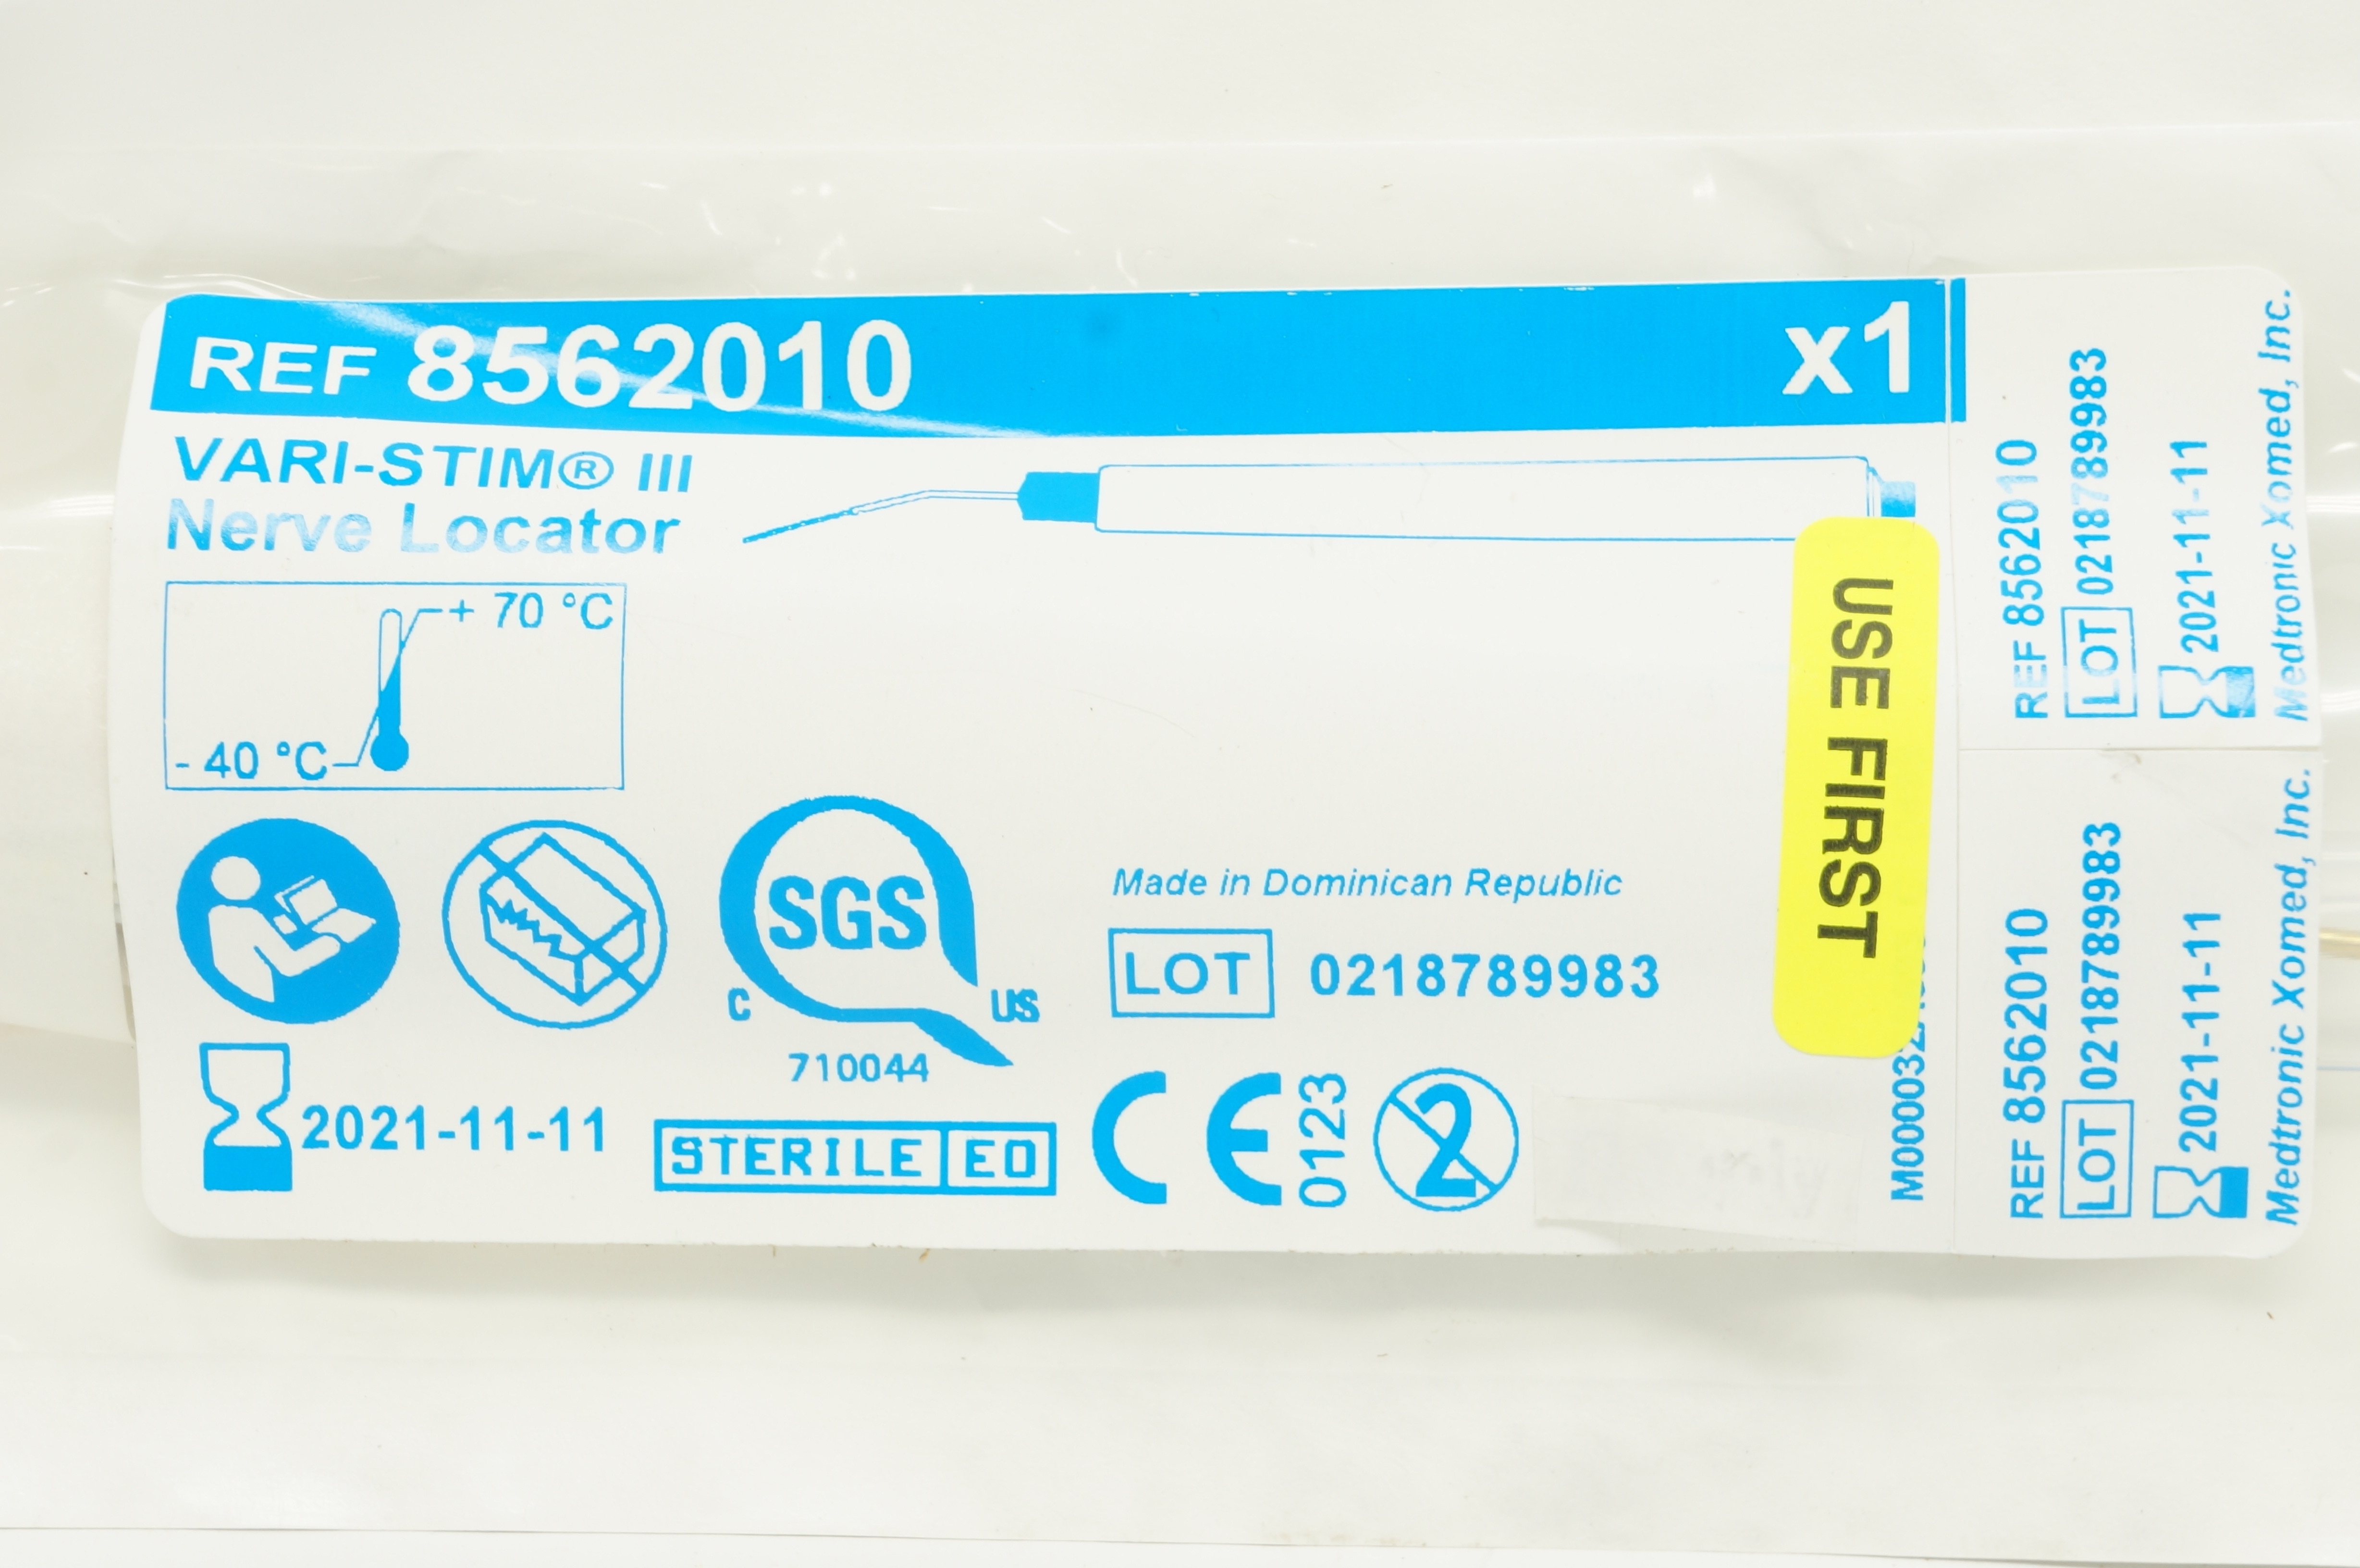 REF 8562010 x1
VARI-STIM® III
Nerve Locator
+ 70 °C
- 40 °C
USE FIRST
SGS
C US
710044
Made in Dominican Republic
LOT 0218789983
2021-11-11
STERILE EO
CE 0123
2
REF 8562010
LOT 0218789983
2021-11-11
Medtronic Xomed, Inc.
REF 8562010
LOT 0218789983
2021-11-11
Medtronic Xomed, Inc.